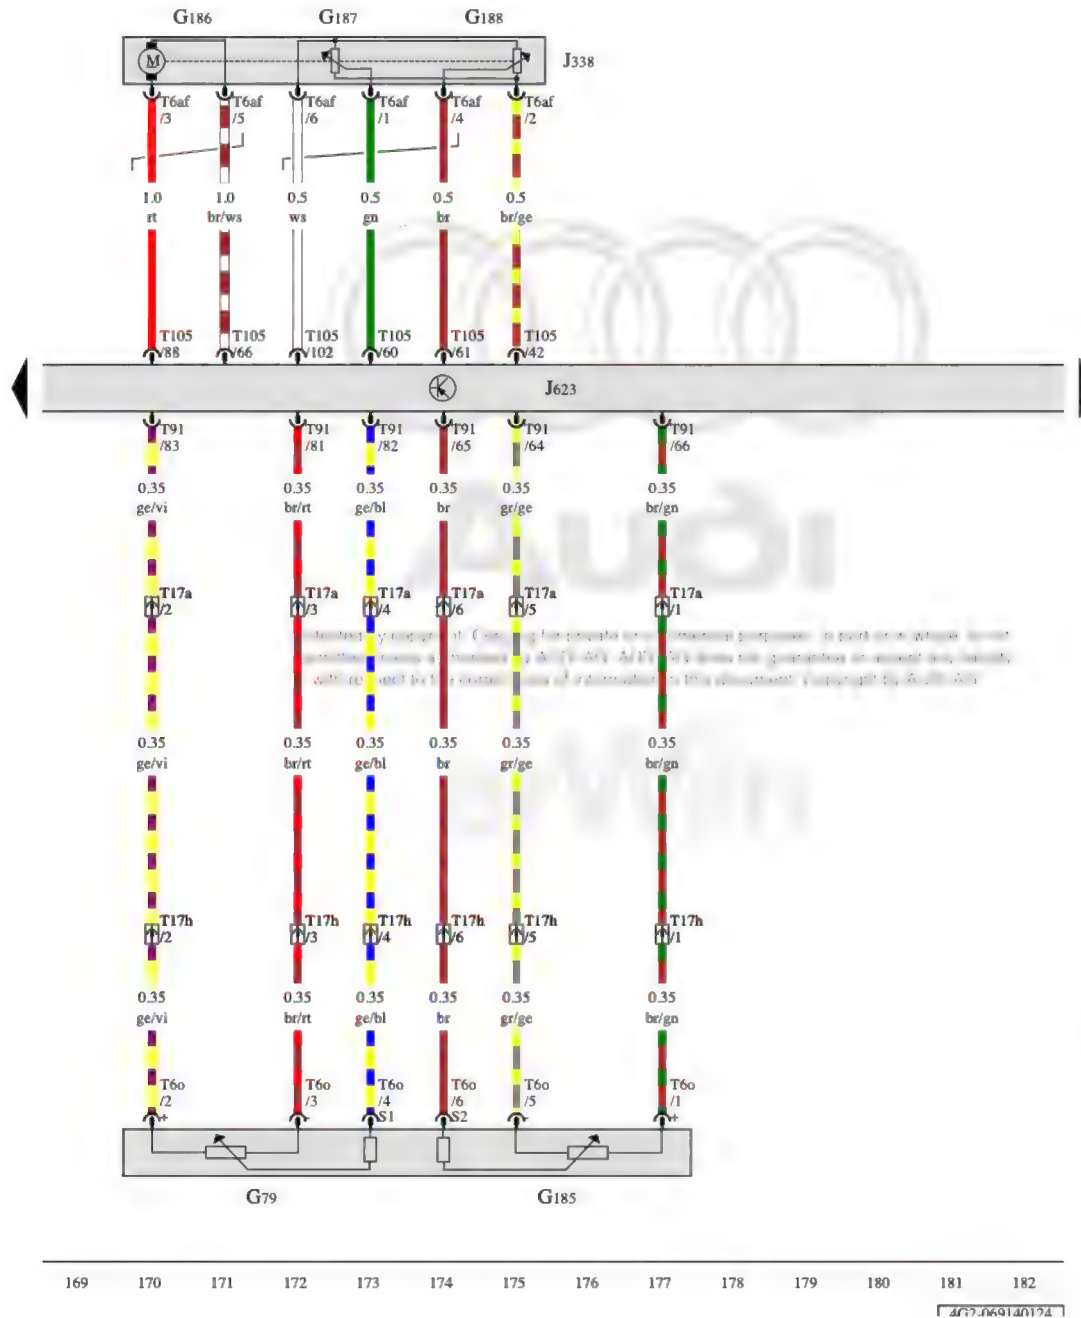 G186 G187 G188
J338
T6af T6af T6af T6af T6af T6af
/3 /5 /6 /1 /4 /2
M
1.0 1.0 0.5 0.5 0.5 0.5
rt br/ws ws gn br br/ge
T105 T105 T105 T105 T105 T105
/88 /66 /102 /60 /61 /42
J623
T91 T91 T91 T91 T91 T91
/83 /81 /82 /65 /64 /66
0.35 0.35 0.35 0.35 0.35 0.35
ge/vi br/rt ge/bl br gr/ge br/gn
Audi
T17a T17a T17a T17a T17a T17a
/2 /3 /4 /6 /5 /1
0.35 0.35 0.35 0.35 0.35 0.35
ge/vi br/rt ge/bl br gr/ge br/gn
T17h T17h T17h T17h T17h T17h
/2 /3 /4 /6 /5 /1
0.35 0.35 0.35 0.35 0.35 0.35
ge/vi br/rt ge/bl br gr/ge br/gn
T6o T6o T6o T6o T6o T6o
/2 /3 /4 /6 /5 /1
+ - S1 S2 - +
G79 G185
169 170 171 172 173 174 175 176 177 178 179 180 181 182
4G2-069140124